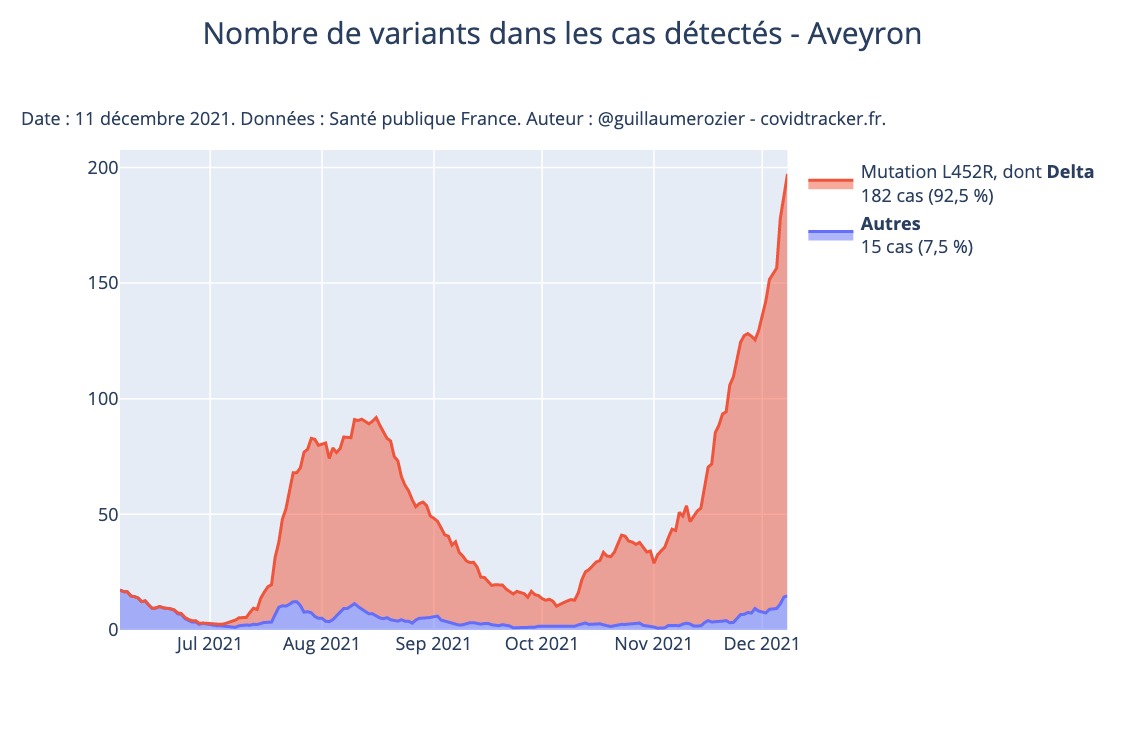 Nombre de variants dans les cas détectés - Aveyron
Date : 11 décembre 2021. Données : Santé publique France. Auteur : @guillaumerozier - covidtracker.fr.
200
150
100
50
0
Jul 2021
Aug 2021
Sep 2021
Oct 2021
Nov 2021
Dec 2021
Mutation L452R, dont Delta
182 cas (92,5 %)
Autres
15 cas (7,5 %)